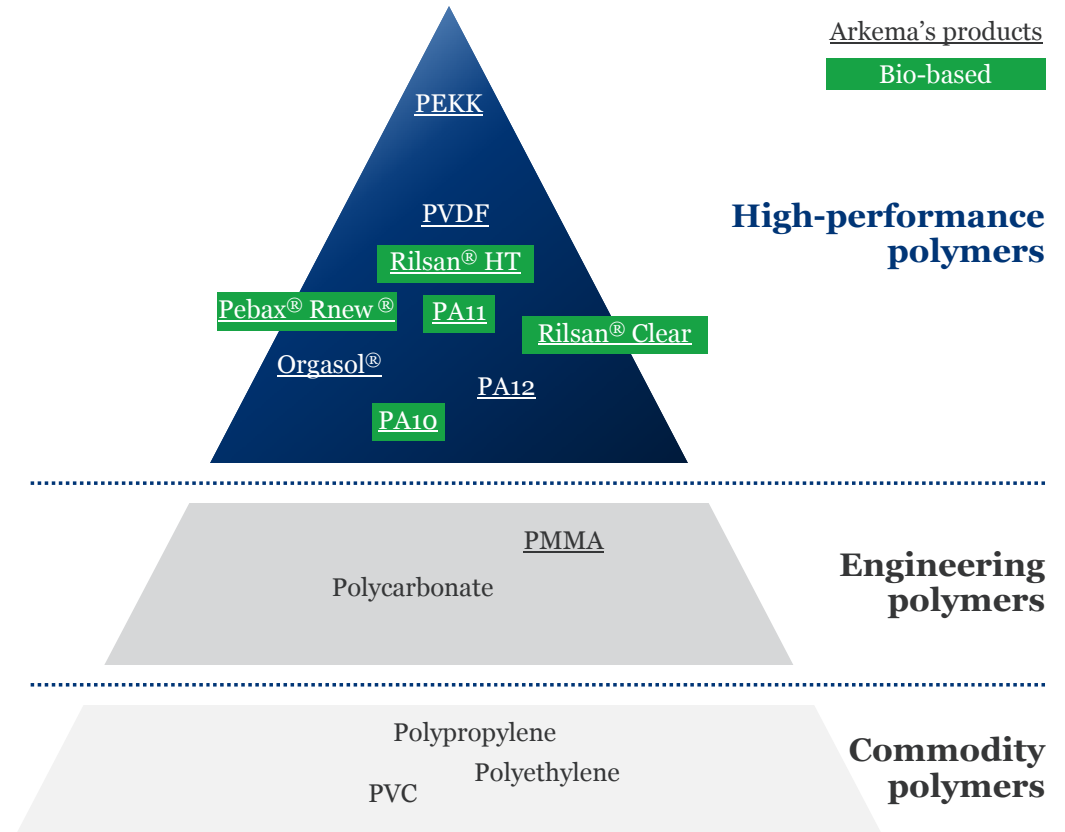 Arkema’s products
Bio-based
PEKK
PVDF
High-performance
polymers
Rilsan® HT
Pebax® Rnew ®
PA11
Rilsan® Clear
Orgasol®
PA12
PA10
PMMA
Polycarbonate
Engineering
polymers
Polypropylene
Polyethylene
PVC
Commodity
polymers